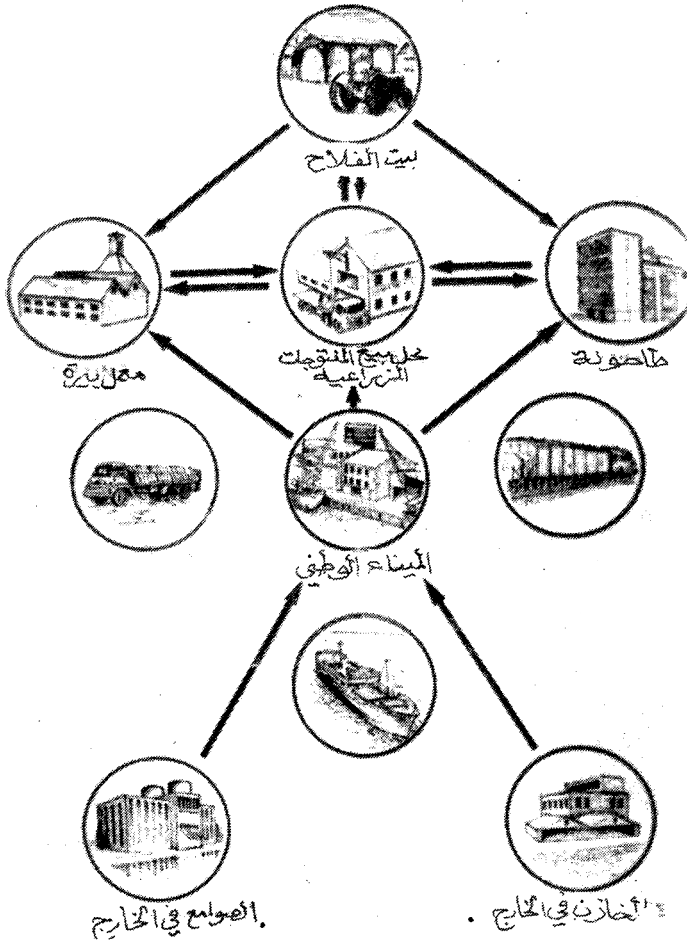 بيت الفلاح
محل بيع المنتوجات
الزراعية
معمل بيرة
طاحونة
الميناء الوطني
الصوامع في الخارج.
المخازن في الخارج.